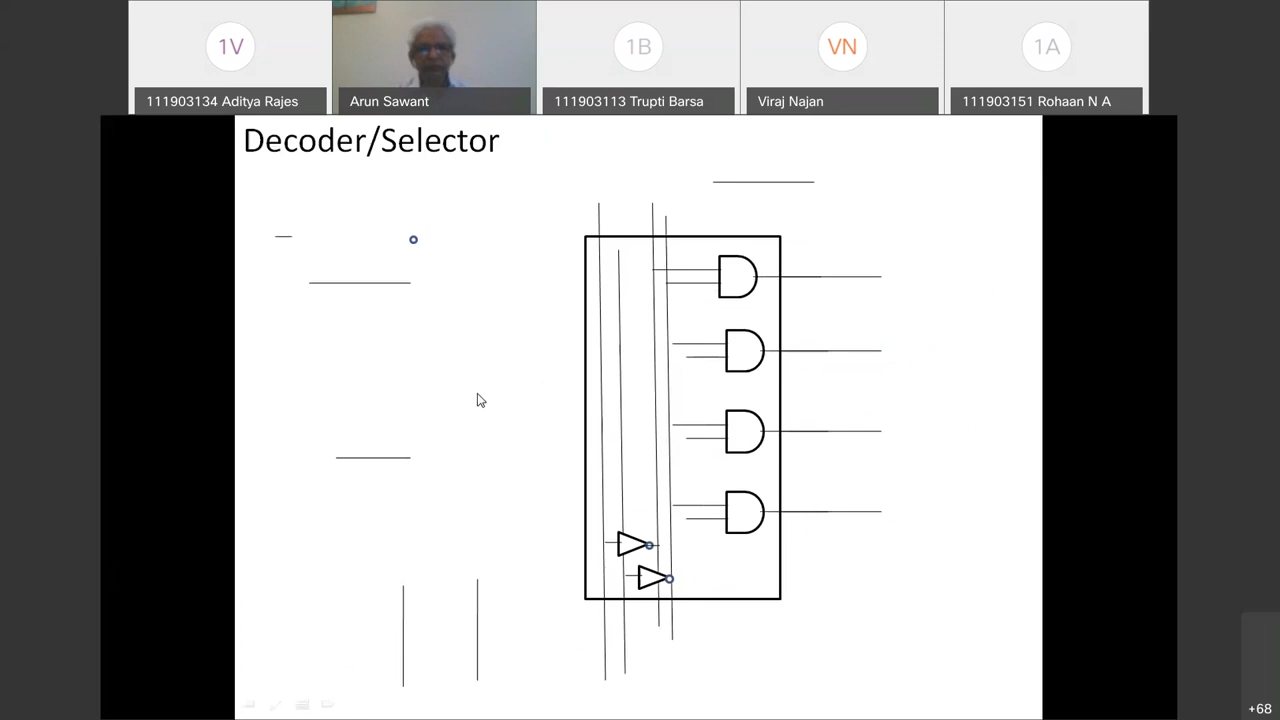 1V
1B
VN
1A
111903134 Aditya Rajes
Arun Sawant
111903113 Trupti Barsa
Viraj Najan
111903151 Rohaan N A
Decoder/Selector
+68